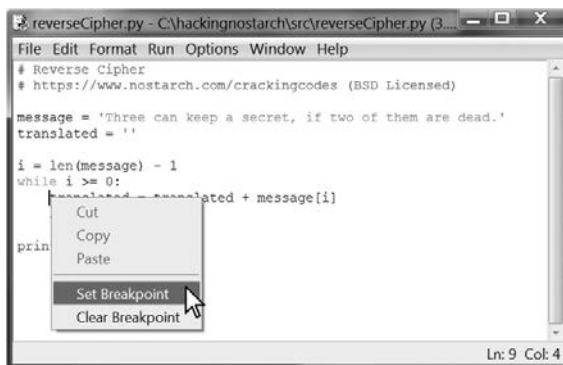 reverseCipher.py - C:\hackingnostarch\src\reverseCipher.py (3....
File Edit Format Run Options Window Help
# Reverse Cipher
# https://www.nostarch.com/crackingcodes (BSD Licensed)
message = 'Three can keep a secret, if two of them are dead.'
translated = ''
i = len(message) - 1
while i >= 0:
translated = translated + message[i]
Cut
Copy
prin
Paste
Set Breakpoint
Clear Breakpoint
Ln: 9 Col: 4